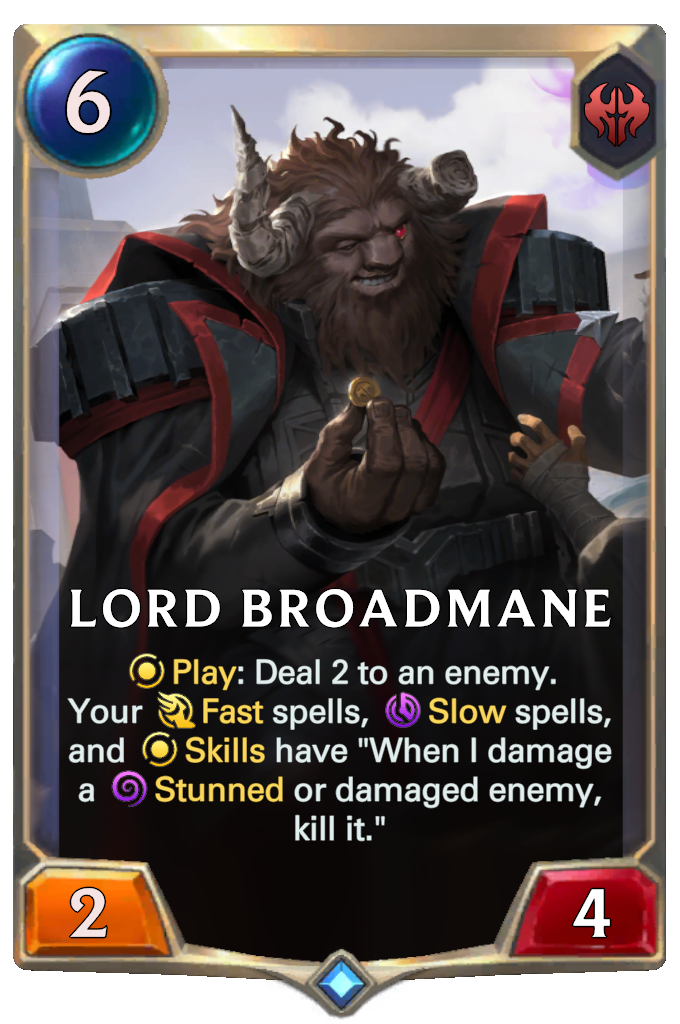 6
LORD BROADMANE
Play: Deal 2 to an enemy.
Your Fast spells, Slow spells,
and Skills have "When I damage
a Stunned or damaged enemy,
kill it."
2
4